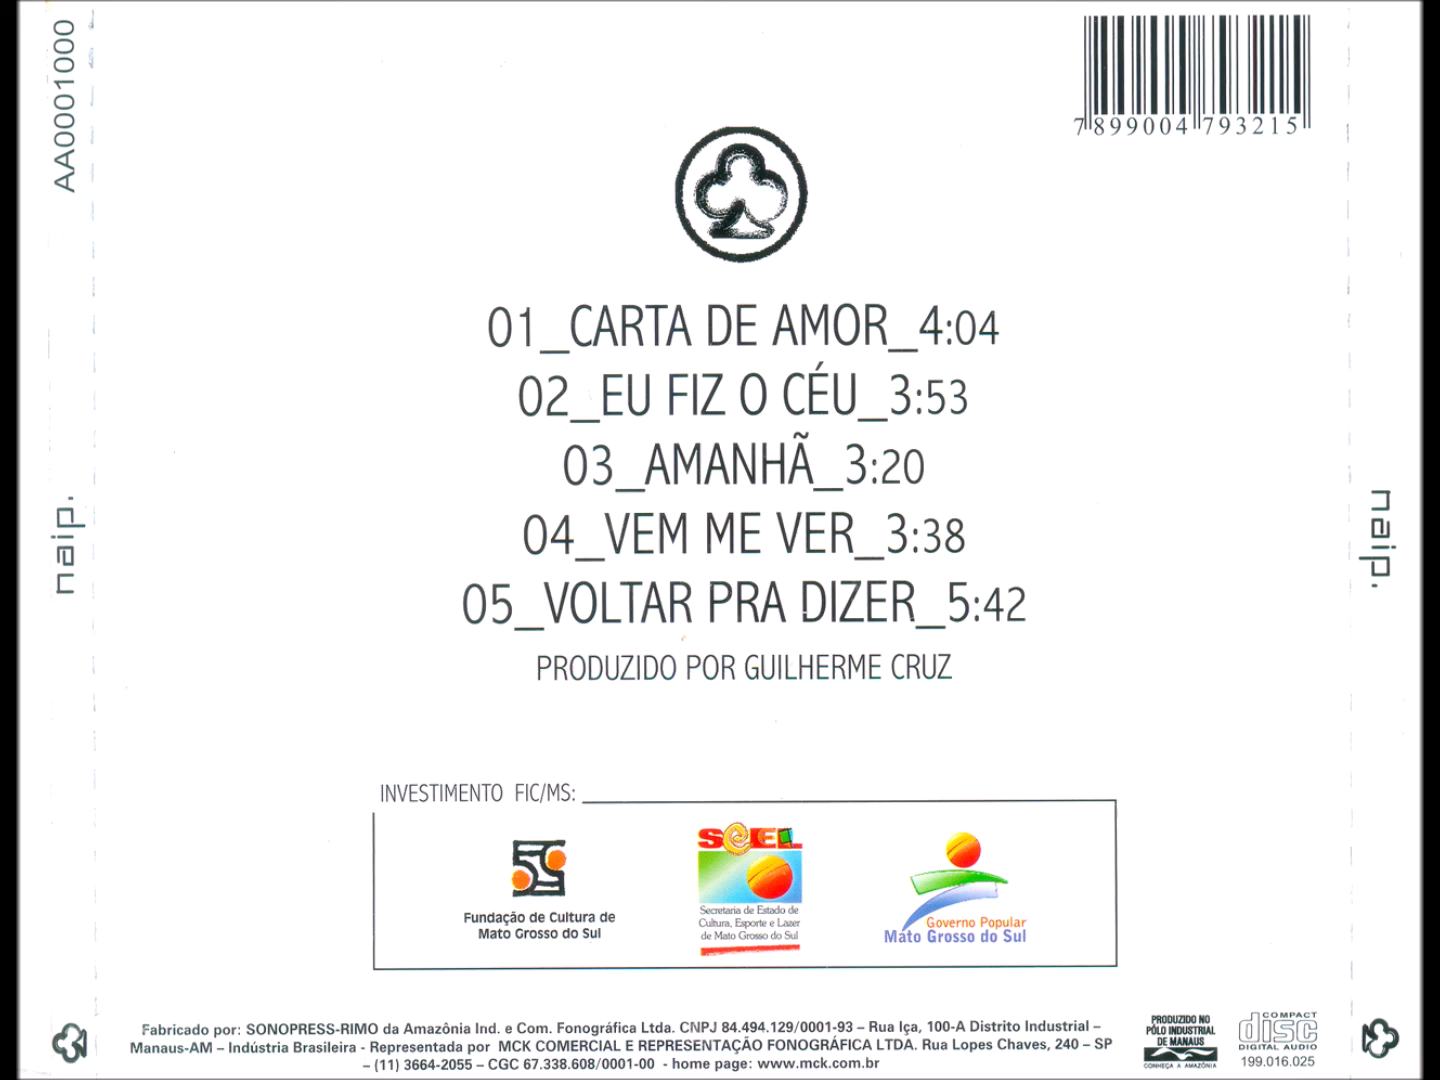 AA0001000
7 899004 793215
naip.
naip.
01_CARTA DE AMOR_4:04
02_EU FIZ O CÉU_3:53
03_AMANHÃ_3:20
04_VEM ME VER_3:38
05_VOLTAR PRA DIZER_5:42
PRODUZIDO POR GUILHERME CRUZ
INVESTIMENTO FIC/MS:
Fundação de Cultura de
Mato Grosso do Sul
SCEL
Secretaria de Estado de
Cultura, Esporte e Lazer
de Mato Grosso do Sul
Governo Popular
Mato Grosso do Sul
Fabricado por: SONOPRESS-RIMO da Amazônia Ind. e Com. Fonográfica Ltda. CNPJ 84.494.129/0001-93 – Rua Iça, 100-A Distrito Industrial –
Manaus-AM – Indústria Brasileira - Representada por MCK COMERCIAL E REPRESENTAÇÃO FONOGRÁFICA LTDA. Rua Lopes Chaves, 240 – SP
– (11) 3664-2055 – CGC 67.338.608/0001-00 - home page: www.mck.com.br
PRODUZIDO NO
PÓLO INDUSTRIAL
DE MANAUS
CONHEÇA A AMAZÔNIA
COMPACT
disc
DIGITAL AUDIO
199.016.025